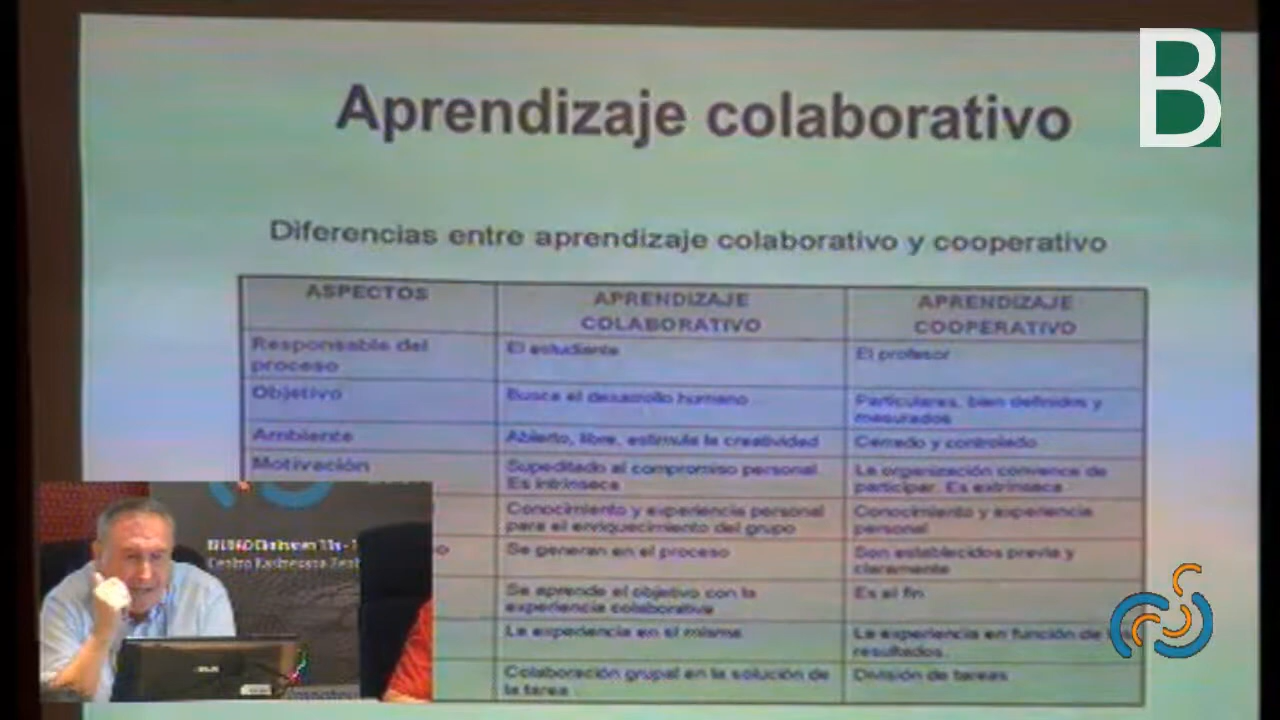 B
Aprendizaje colaborativo
Diferencias entre aprendizaje colaborativo y cooperativo
ASPECTOS
APRENDIZAJE
COLABORATIVO
APRENDIZAJE
COOPERATIVO
Responsable del
proceso
El estudiante
El profesor
Objetivo
Busca el desarrollo humano
Particulares, bien definidos y
mesurados
Ambiente
Abierto, libre, estimula la creatividad
Cerrado y controlado
Motivación
Supeditado al compromiso personal
Es intrínseca
La organización convence de
participar. Es extrínseca
Conocimiento y experiencia personal
para el enriquecimiento del grupo
Conocimiento y experiencia
personal
Se generan en el proceso
Son establecidos previa y
claramente
Se aprende el objetivo con la
experiencia colaborativa
Es el fin
La experiencia en sí misma
La experiencia en función de
resultados.
Colaboración grupal en la solución de
la tarea
División de tareas